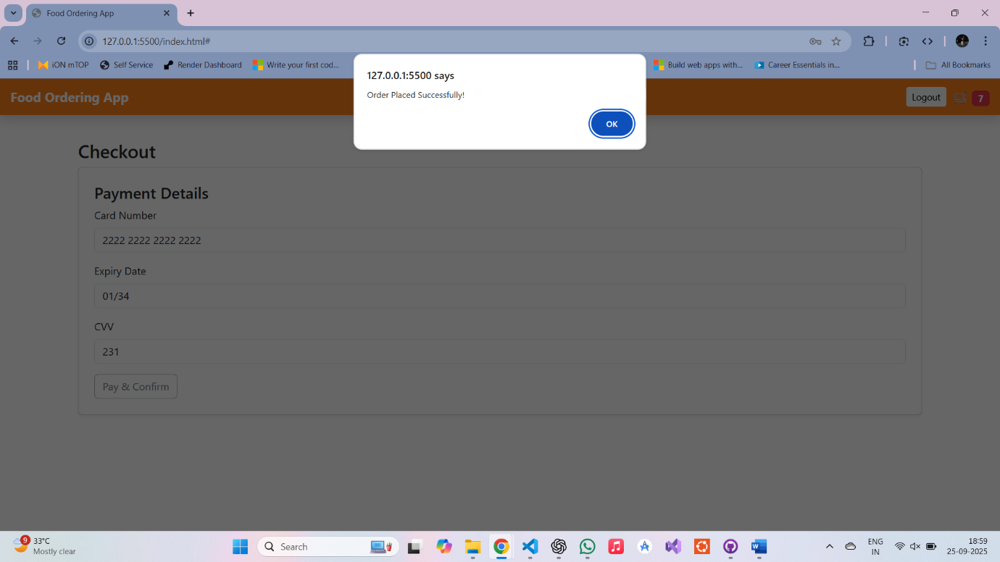 Food Ordering App
127.0.0.1:5500/index.html#
iON mTOP
Self Service
Render Dashboard
Write your first cod...
Build web apps with...
Career Essentials in...
All Bookmarks
127.0.0.1:5500 says
Order Placed Successfully!
OK
Food Ordering App
Logout
7
Checkout
Payment Details
Card Number
2222 2222 2222 2222
Expiry Date
01/34
CVV
231
Pay & Confirm
9
33°C
Mostly clear
Search
ENG
IN
18:59
25-09-2025